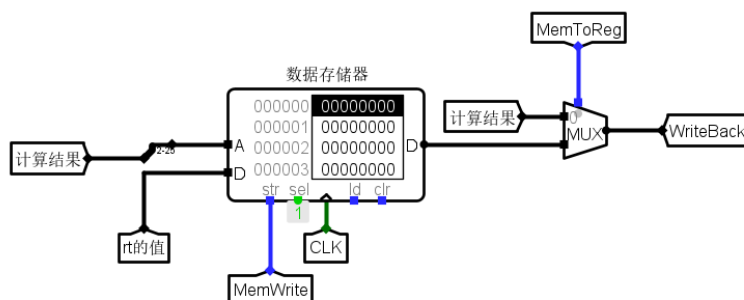 MemToReg
数据存储器
000000 00000000
000001 00000000
000002 00000000
000003 00000000
计算结果
0
MUX
WriteBack
计算结果
2-25
A
D
D
str sel ld clr
1
rt的值
CLK
MemWrite